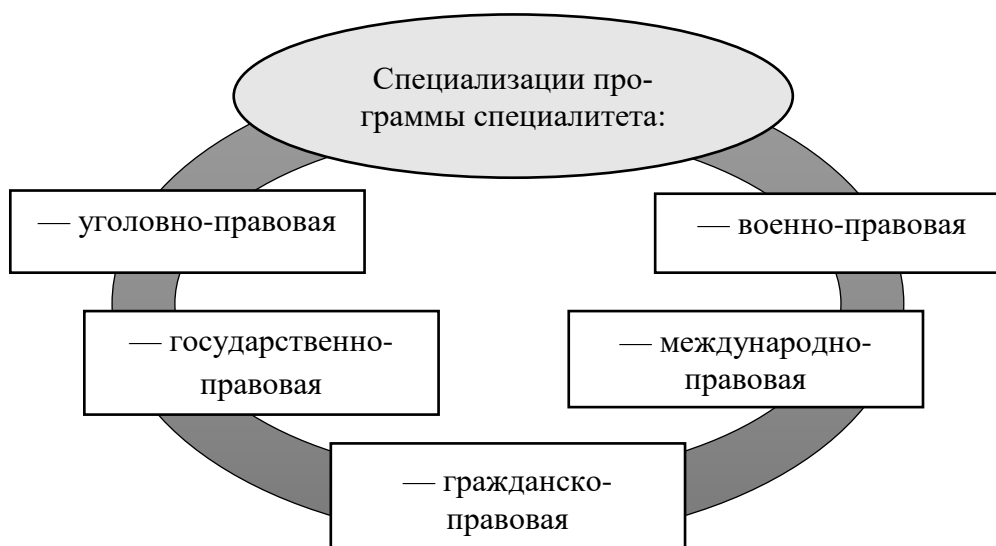 Специализации про-
граммы специалитета:
— уголовно-правовая
— военно-правовая
— государственно-
правовая
— международно-
правовая
— гражданско-
правовая